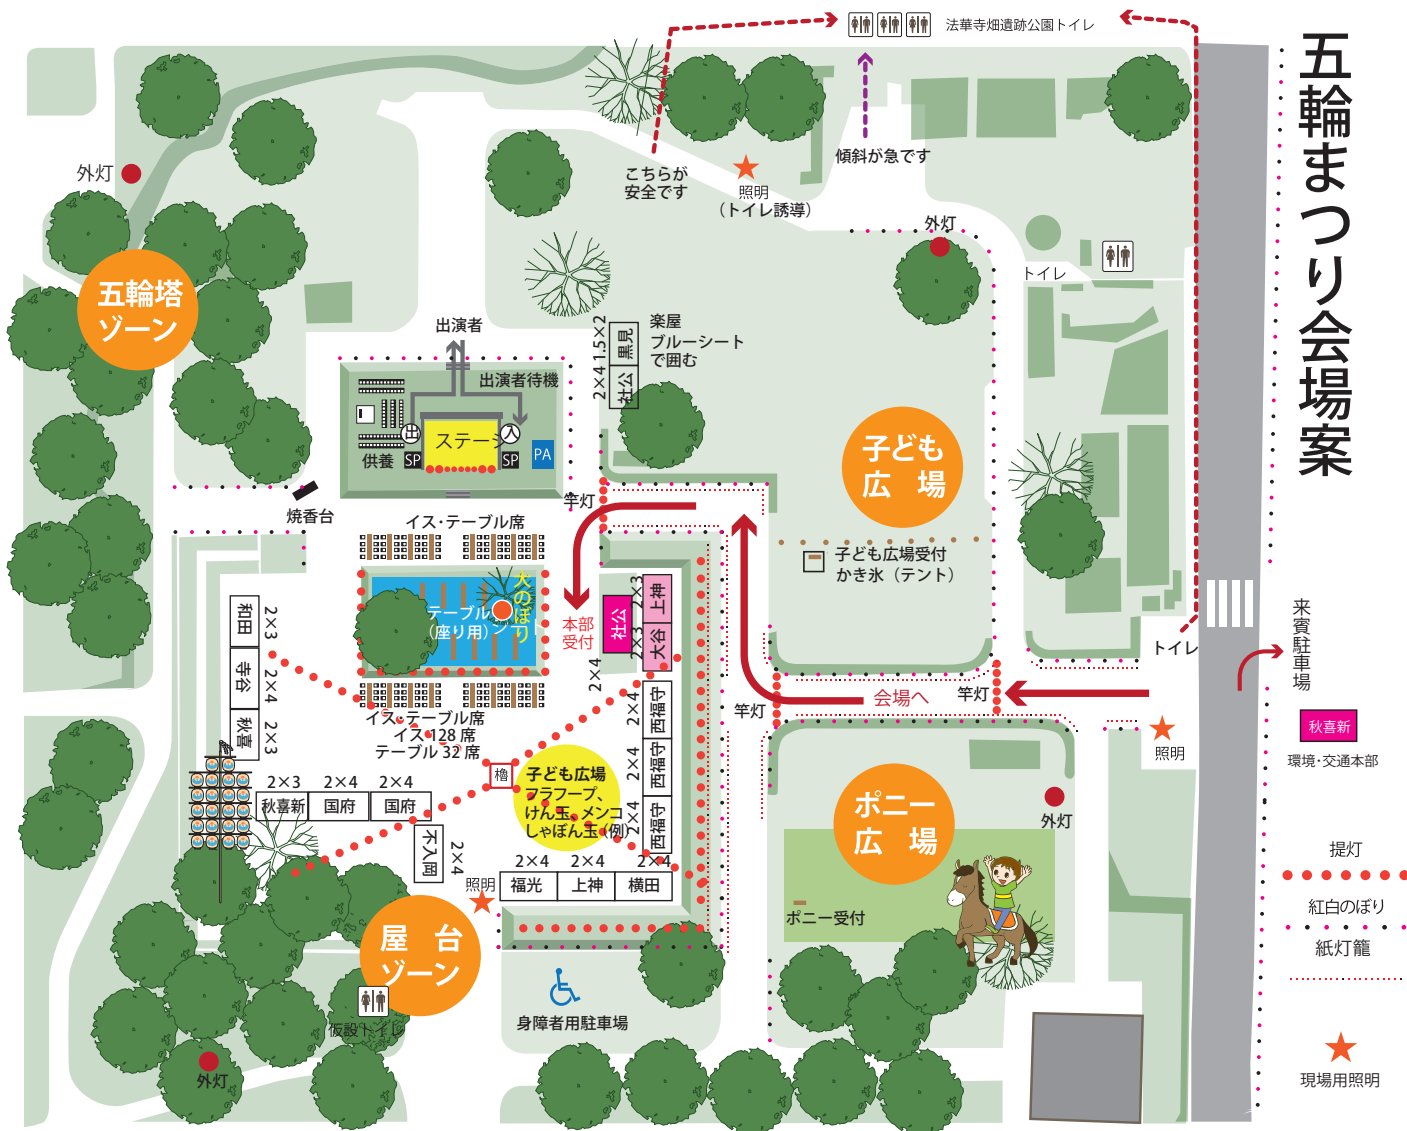 五輪まつり会場案
法華寺畑遺跡公園トイレ
外灯
こちらが
安全です
照明
(トイレ誘導)
傾斜が急です
外灯
トイレ
五輪塔
ゾーン
出演者
出演者待機
2×4 1.5×2
黒見
社公
楽屋
ブルーシート
で囲む
出
ステージ
入
供養
SP
SP
PA
子ども
広 場
焼香台
竿灯
イス・テーブル席
大のぼり
テーブル
(座り用)
本部
受付
社公
2×4
2×3
2×3
上神
大谷
子ども広場受付
かき氷(テント)
和田
寺谷
秋喜
2×3
2×4
2×3
イス・テーブル席
イス 128 席
テーブル 32 席
2×4
2×4
2×4
西福守
西福守
西福守
竿灯
会場へ
竿灯
トイレ
照明
来賓駐車場
秋喜新
環境・交通本部
櫓
子ども広場
フラフープ、
けん玉、メンコ
しゃぼん玉(例)
2×3 2×4 2×4
秋喜新 国府 国府
不入岡
2×4
照明
2×4 2×4 2×4
福光 上神 横田
ポニー
広 場
外灯
ポニー受付
屋 台
ゾーン
仮設トイレ
外灯
身障者用駐車場
提灯
紅白のぼり
紙灯籠
現場用照明